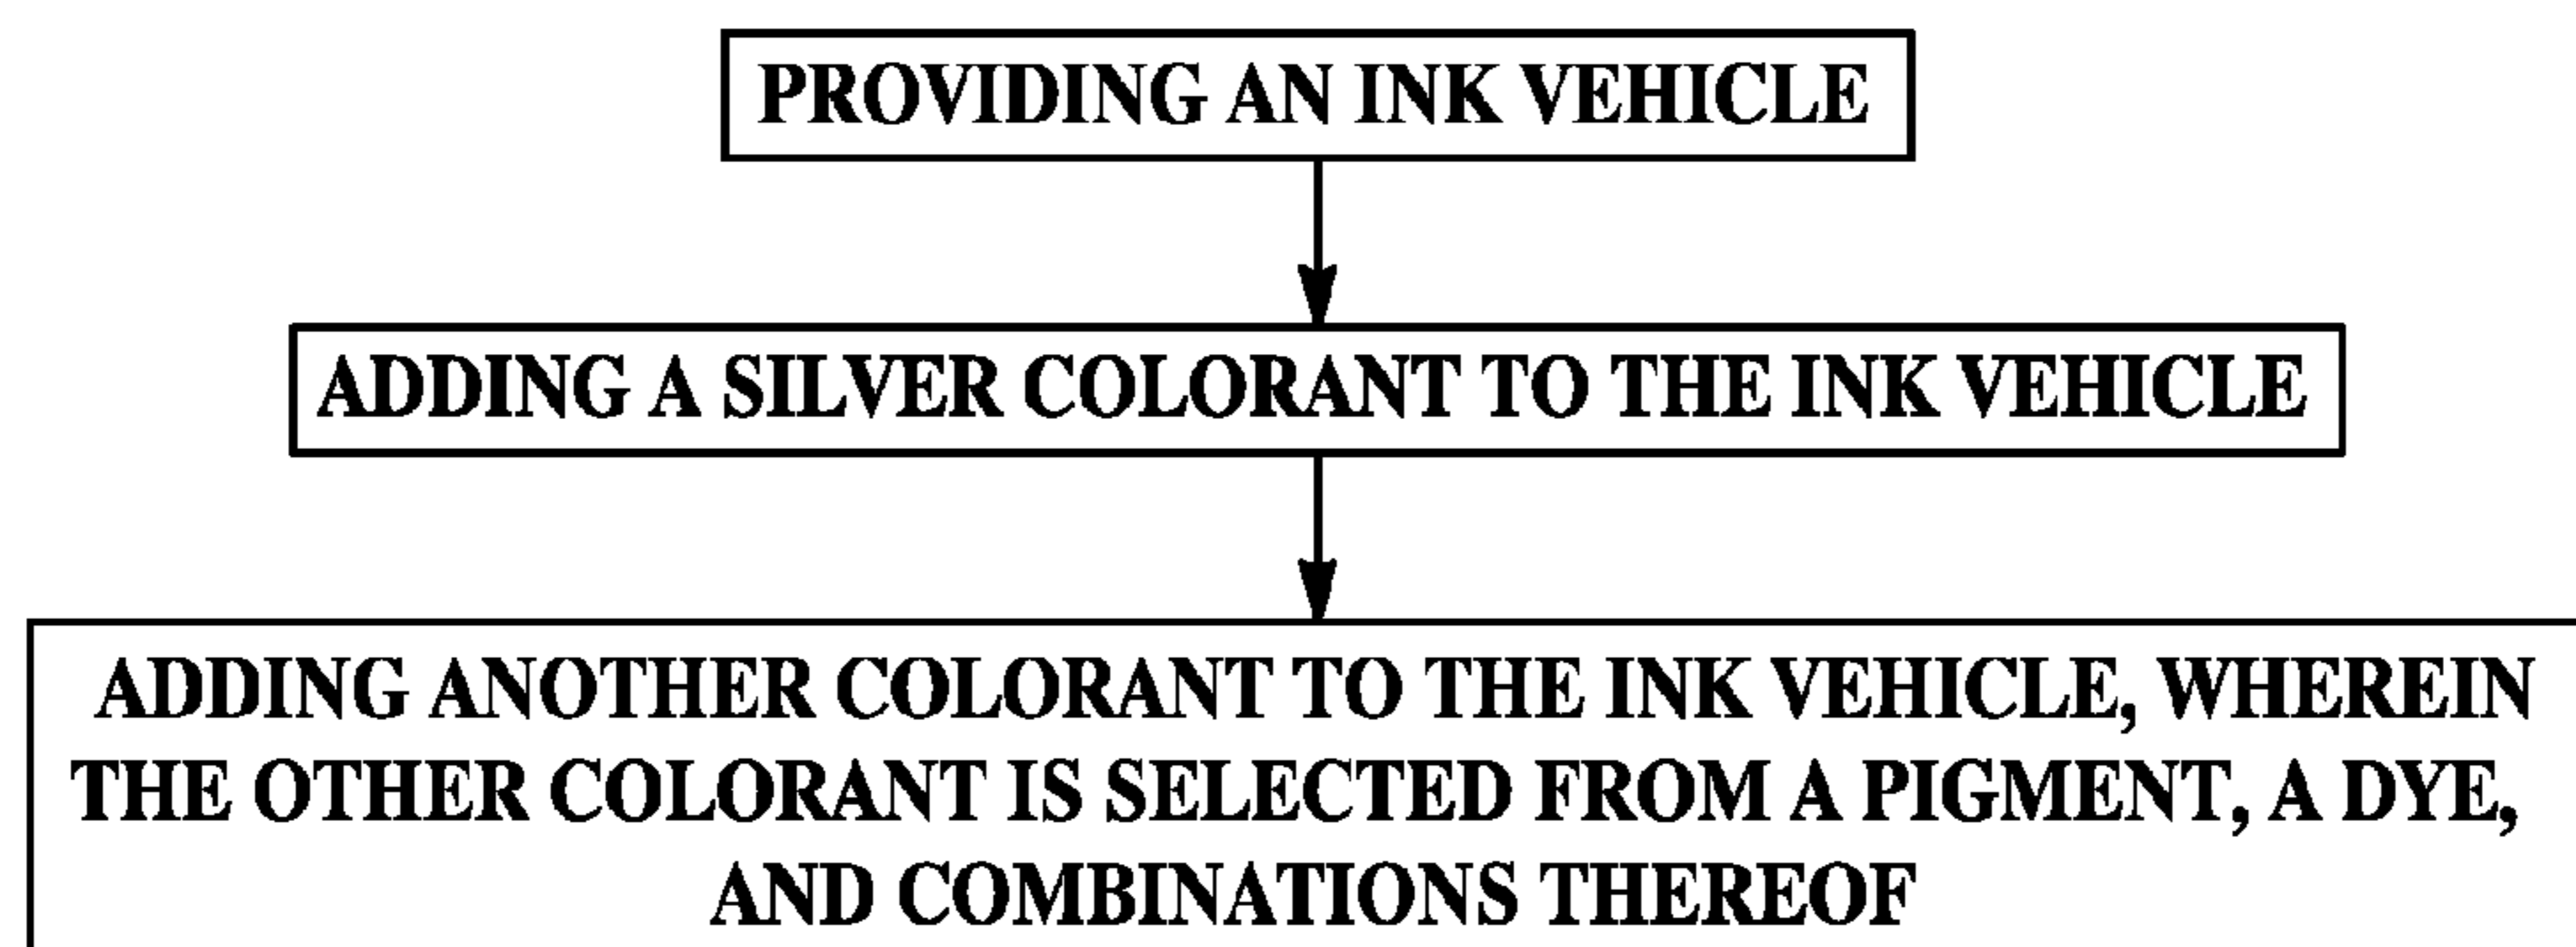 PROVIDING AN INK VEHICLE
ADDING A SILVER COLORANT TO THE INK VEHICLE
ADDING ANOTHER COLORANT TO THE INK VEHICLE, WHEREIN
THE OTHER COLORANT IS SELECTED FROM A PIGMENT, A DYE,
AND COMBINATIONS THEREOF